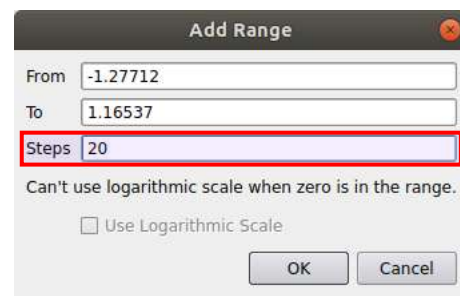 Add Range
From -1.27712
To 1.16537
Steps 20
Can't use logarithmic scale when zero is in the range.
Use Logarithmic Scale
OK Cancel